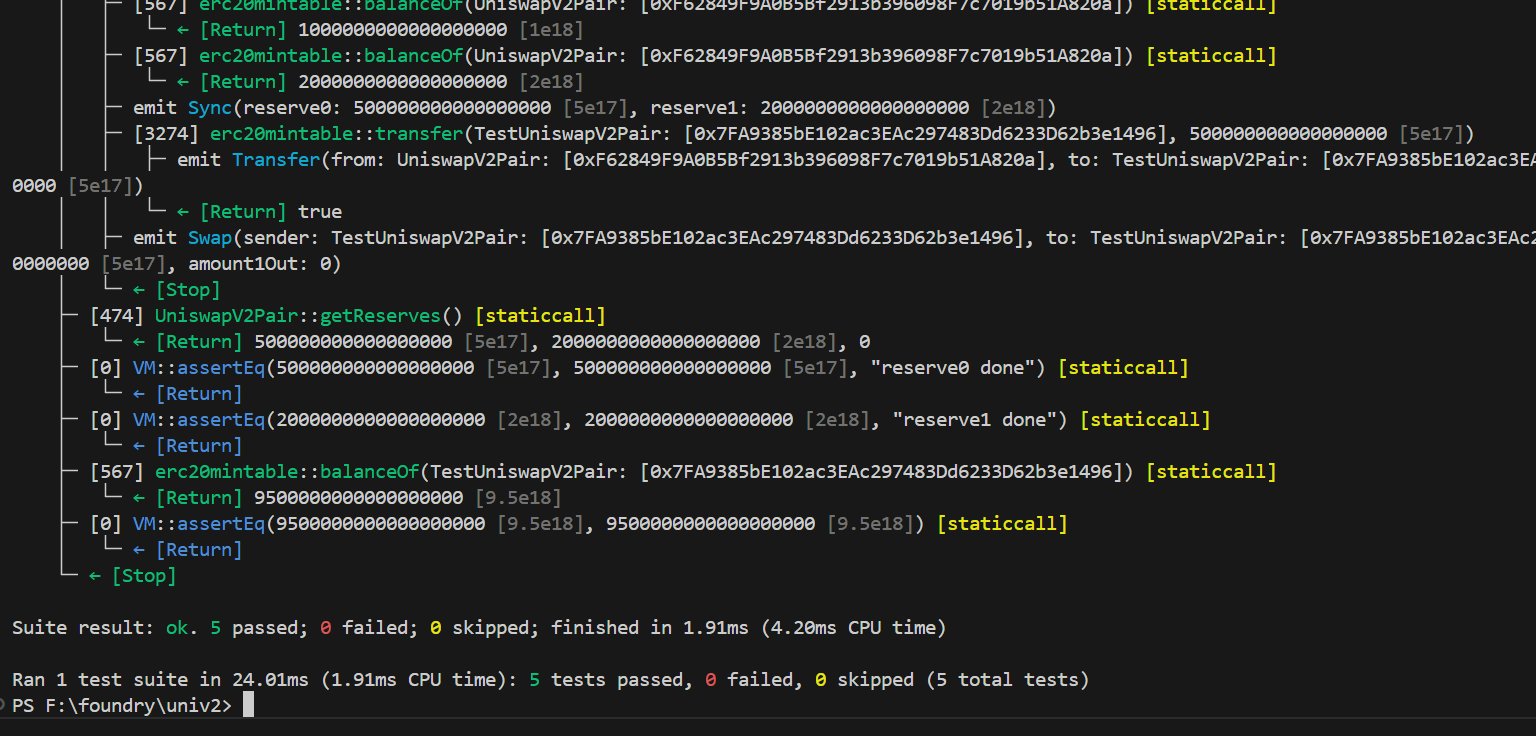 [567] erc20mintable::balanceOf(UniswapV2Pair: [0xF62849F9A0B5Bf2913b396098F7c7019b51A820a]) [staticcall]
← [Return] 1000000000000000000 [1e18]
[567] erc20mintable::balanceOf(UniswapV2Pair: [0xF62849F9A0B5Bf2913b396098F7c7019b51A820a]) [staticcall]
← [Return] 2000000000000000000 [2e18]
emit Sync(reserve0: 500000000000000000 [5e17], reserve1: 2000000000000000000 [2e18])
[3274] erc20mintable::transfer(TestUniswapV2Pair: [0x7FA9385bE102ac3EAc297483Dd6233D62b3e1496], 500000000000000000 [5e17])
emit Transfer(from: UniswapV2Pair: [0xF62849F9A0B5Bf2913b396098F7c7019b51A820a], to: TestUniswapV2Pair: [0x7FA9385bE102ac3EA
0000 [5e17])
← [Return] true
emit Swap(sender: TestUniswapV2Pair: [0x7FA9385bE102ac3EAc297483Dd6233D62b3e1496], to: TestUniswapV2Pair: [0x7FA9385bE102ac3EAc2
0000000 [5e17], amount1Out: 0)
← [Stop]
[474] UniswapV2Pair::getReserves() [staticcall]
← [Return] 500000000000000000 [5e17], 2000000000000000000 [2e18], 0
[0] VM::assertEq(500000000000000000 [5e17], 500000000000000000 [5e17], "reserve0 done") [staticcall]
← [Return]
[0] VM::assertEq(2000000000000000000 [2e18], 2000000000000000000 [2e18], "reserve1 done") [staticcall]
← [Return]
[567] erc20mintable::balanceOf(TestUniswapV2Pair: [0x7FA9385bE102ac3EAc297483Dd6233D62b3e1496]) [staticcall]
← [Return] 9500000000000000000 [9.5e18]
[0] VM::assertEq(9500000000000000000 [9.5e18], 9500000000000000000 [9.5e18]) [staticcall]
← [Return]
← [Stop]
Suite result: ok. 5 passed; 0 failed; 0 skipped; finished in 1.91ms (4.20ms CPU time)
Ran 1 test suite in 24.01ms (1.91ms CPU time): 5 tests passed, 0 failed, 0 skipped (5 total tests)
PS F:\foundry\univ2>